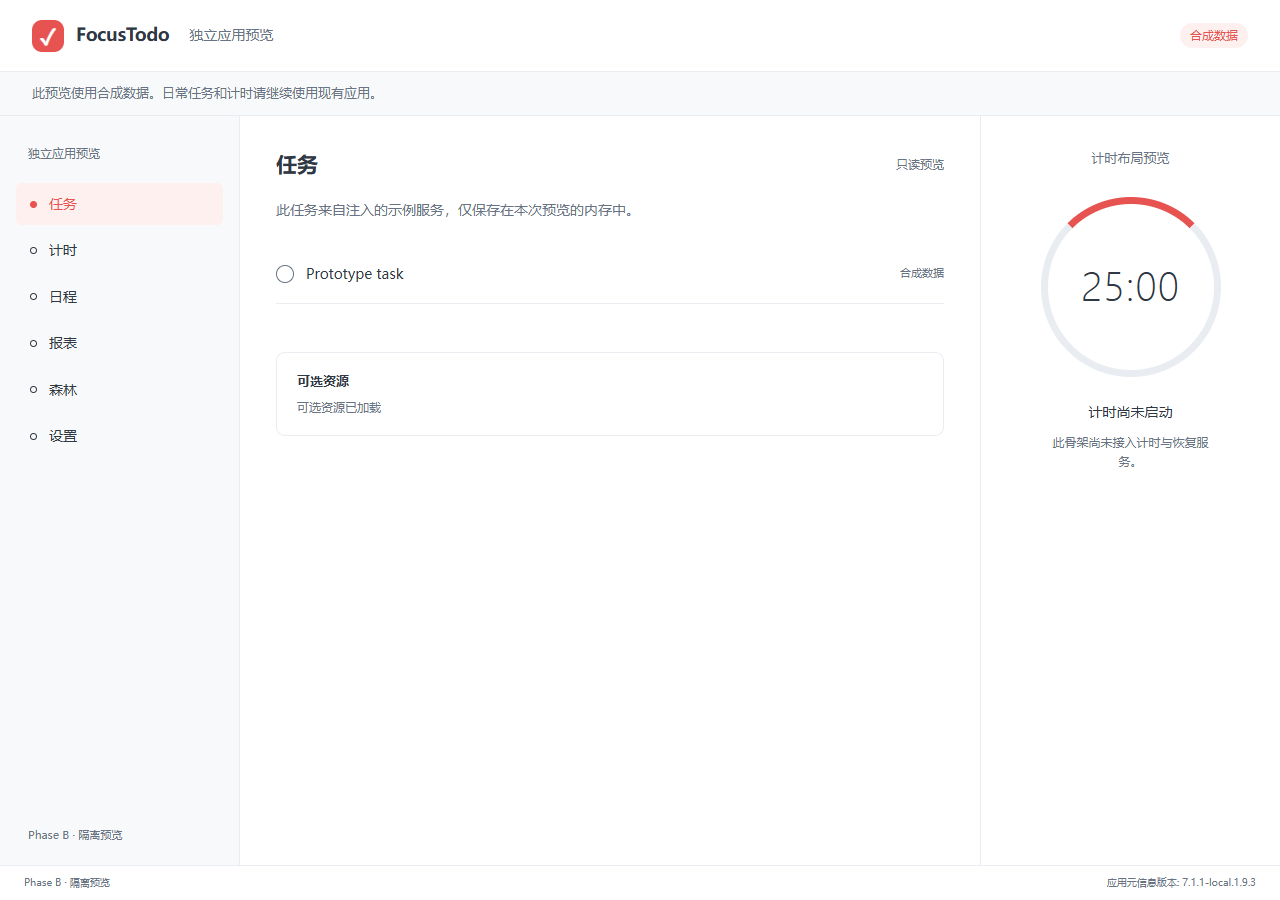 FocusTodo 独立应用预览
合成数据
此预览使用合成数据。日常任务和计时请继续使用现有应用。
独立应用预览
任务
计时
日程
报表
森林
设置
Phase B · 隔离预览
任务
只读预览
此任务来自注入的示例服务，仅保存在本次预览的内存中。
Prototype task
合成数据
可选资源
可选资源已加载
计时布局预览
25:00
计时尚未启动
此骨架尚未接入计时与恢复服
务。
Phase B · 隔离预览
应用元信息版本: 7.1.1-local.1.9.3